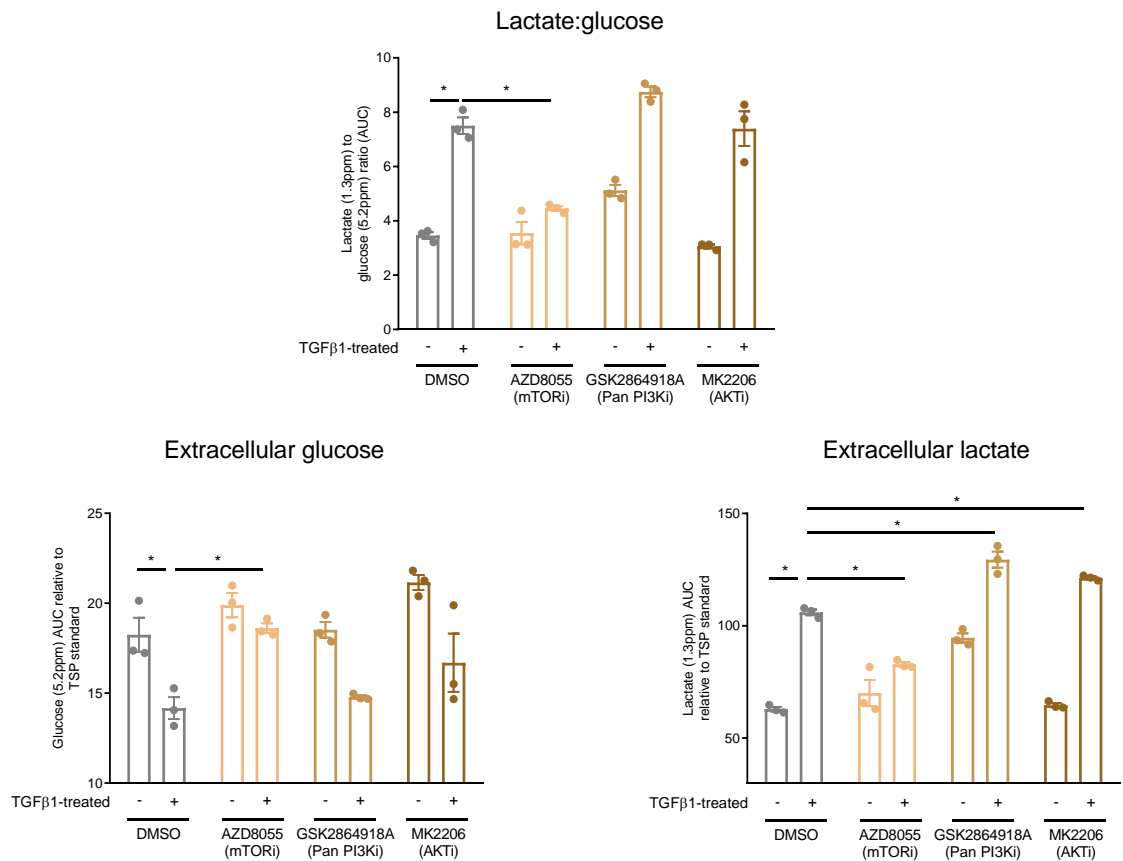 Lactate:glucose
Lactate (1.3ppm) to
glucose (5.2ppm) ratio (AUC)
10
8
6
4
2
0
* *
TGFβ1-treated - + - + - + - +
DMSO AZD8055 GSK2864918A MK2206
(mTORi) (Pan PI3Ki) (AKTi)
Extracellular glucose
Glucose (5.2ppm) AUC relative to
TSP standard
25
20
15
10
* *
TGFβ1-treated - + - + - + - +
DMSO AZD8055 GSK2864918A MK2206
(mTORi) (Pan PI3Ki) (AKTi)
Extracellular lactate
Lactate (1.3ppm) AUC
relative to TSP standard
150
100
50
*
*
* *
TGFβ1-treated - + - + - + - +
DMSO AZD8055 GSK2864918A MK2206
(mTORi) (Pan PI3Ki) (AKTi)